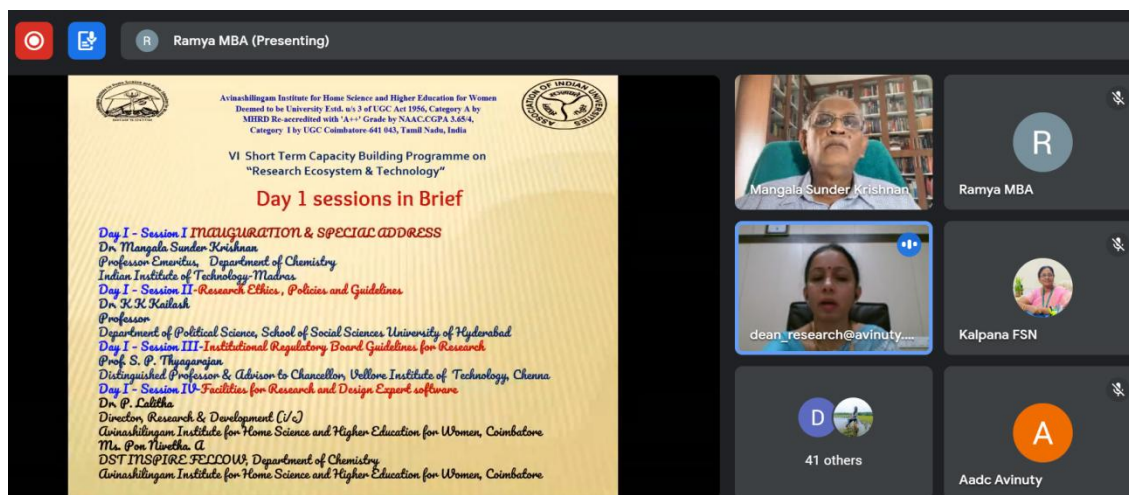 R
Ramya MBA (Presenting)
Avinashilingam Institute for Home Science and Higher Education for Women
Deemed to be University Estd. u/s 3 of UGC Act 1956, Category A by
MHRD Re-accredited with 'A++' Grade by NAAC.CGPA 3.65/4,
Category I by UGC Coimbatore-641 043, Tamil Nadu, India
ASSOCIATION OF INDIAN UNIVERSITIES
VI Short Term Capacity Building Programme on
"Research Ecosystem & Technology"
Day 1 sessions in Brief
Day I - Session I INAUGURATION & SPECIAL ADDRESS
Dr. Mangala Sunder Krishnan
Professor Emeritus, Department of Chemistry
Indian Institute of Technology-Madras
Day I - Session II-Research Ethics , Policies and Guidelines
Dr. K.K Kailash
Professor
Department of Political Science, School of Social Sciences University of Hyderabad
Day I - Session III-Institutional Regulatory Board Guidelines for Research
Prof. S. P. Thyagarajan
Distinguished Professor & Advisor to Chancellor, Vellore Institute of Technology, Chenna
Day I - Session IV-Facilities for Research and Design Expert software
Dr. P. Lalitha
Director, Research & Development (i/c)
Avinashilingam Institute for Home Science and Higher Education for Women, Coimbatore
Ms. Pon Nivetha. A
DST INSPIRE FELLOW, Department of Chemistry
Avinashilingam Institute for Home Science and Higher Education for Women, Coimbatore
Mangala Sunder Krishnan
R
Ramya MBA
dean_research@avinuty....
Kalpana FSN
D
41 others
A
Aadc Avinuty